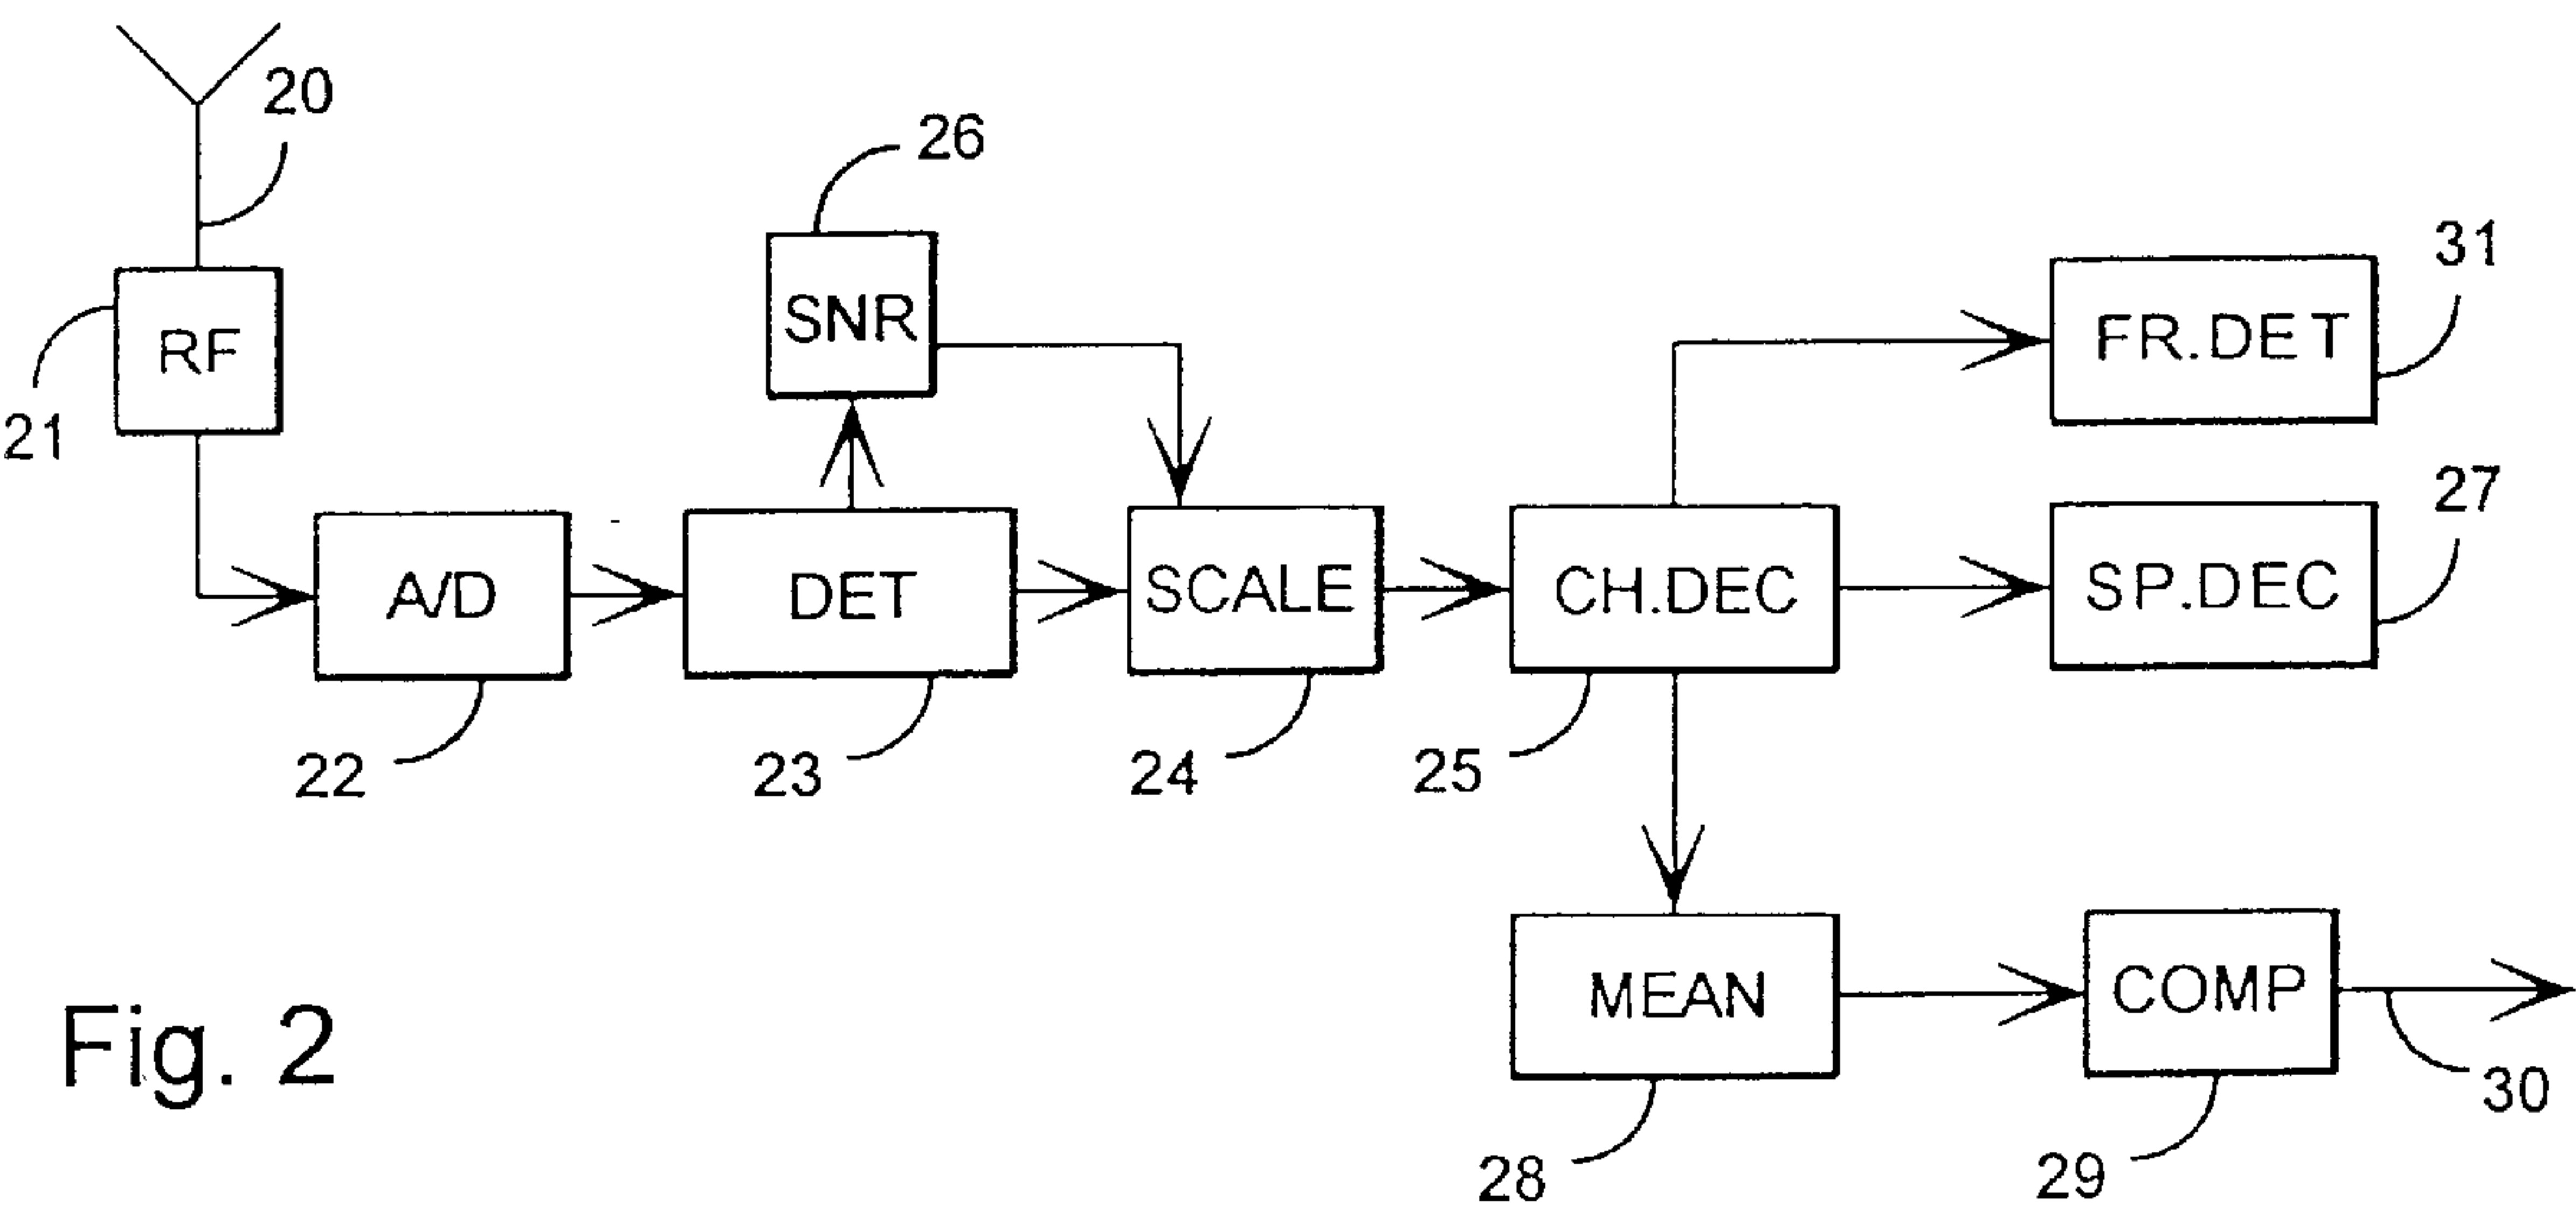 20
26
31
SNR
FR.DET
RF
21
27
A/D
DET
SCALE
CH.DEC
SP.DEC
22
23
24
25
MEAN
COMP
Fig. 2
30
28
29